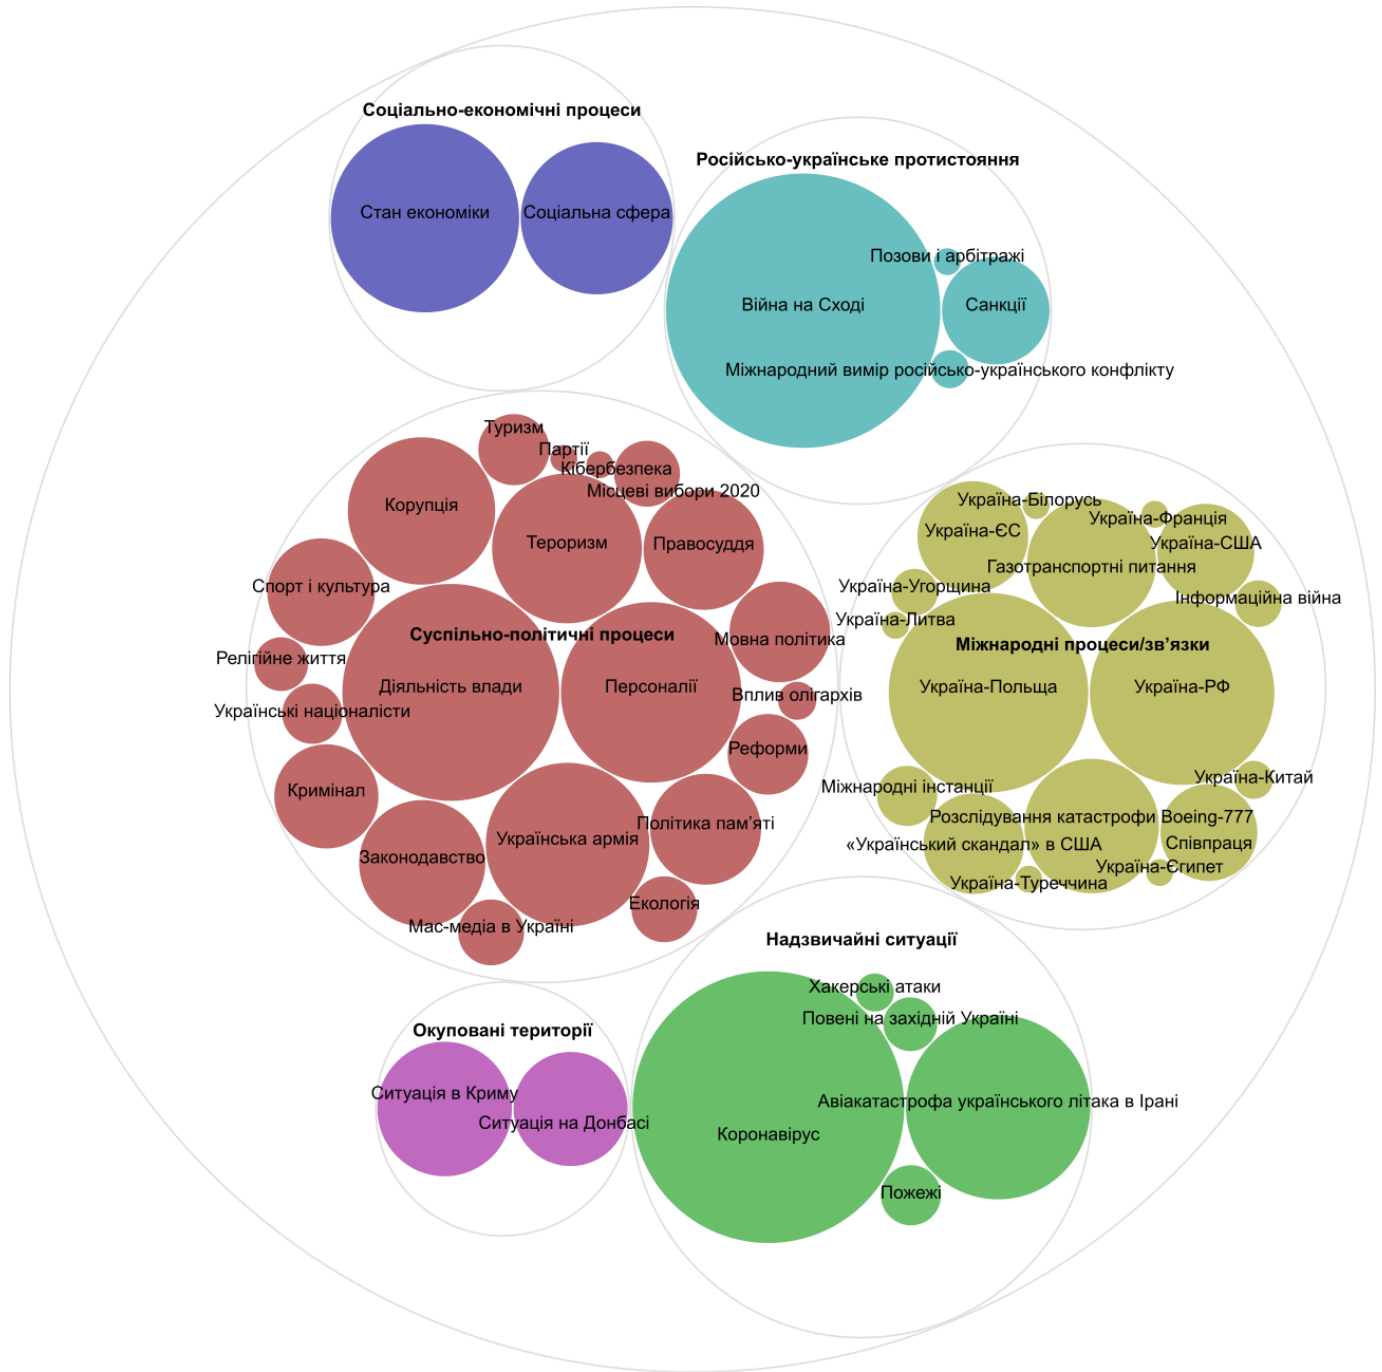 Соціально-економічні процеси
Стан економіки
Соціальна сфера
Російсько-українське протистояння
Позови і арбітражі
Війна на Сході
Санкції
Міжнародний вимір російсько-українського конфлікту
Туризм
Партії
Кібербезпека
Місцеві вибори 2020
Корупція
Тероризм
Правосуддя
Спорт і культура
Суспільно-політичні процеси
Мовна політика
Релігійне життя
Діяльність влади
Персоналії
Вплив олігархів
Українські націоналісти
Реформи
Кримінал
Українська армія
Політика пам’яті
Законодавство
Екологія
Мас-медіа в Україні
Україна-Білорусь
Україна-ЄС
Україна-Франція
Україна-США
Газотранспортні питання
Україна-Угорщина
Інформаційна війна
Україна-Литва
Міжнародні процеси/зв’язки
Україна-Польща
Україна-РФ
Україна-Китай
Міжнародні інстанції
Розслідування катастрофи Boeing-777
«Український скандал» в США
Співпраця
Україна-Єгипет
Україна-Туреччина
Надзвичайні ситуації
Хакерські атаки
Повені на західній Україні
Авіакатастрофа українського літака в Ірані
Коронавірус
Пожежі
Окуповані території
Ситуація в Криму
Ситуація на Донбасі